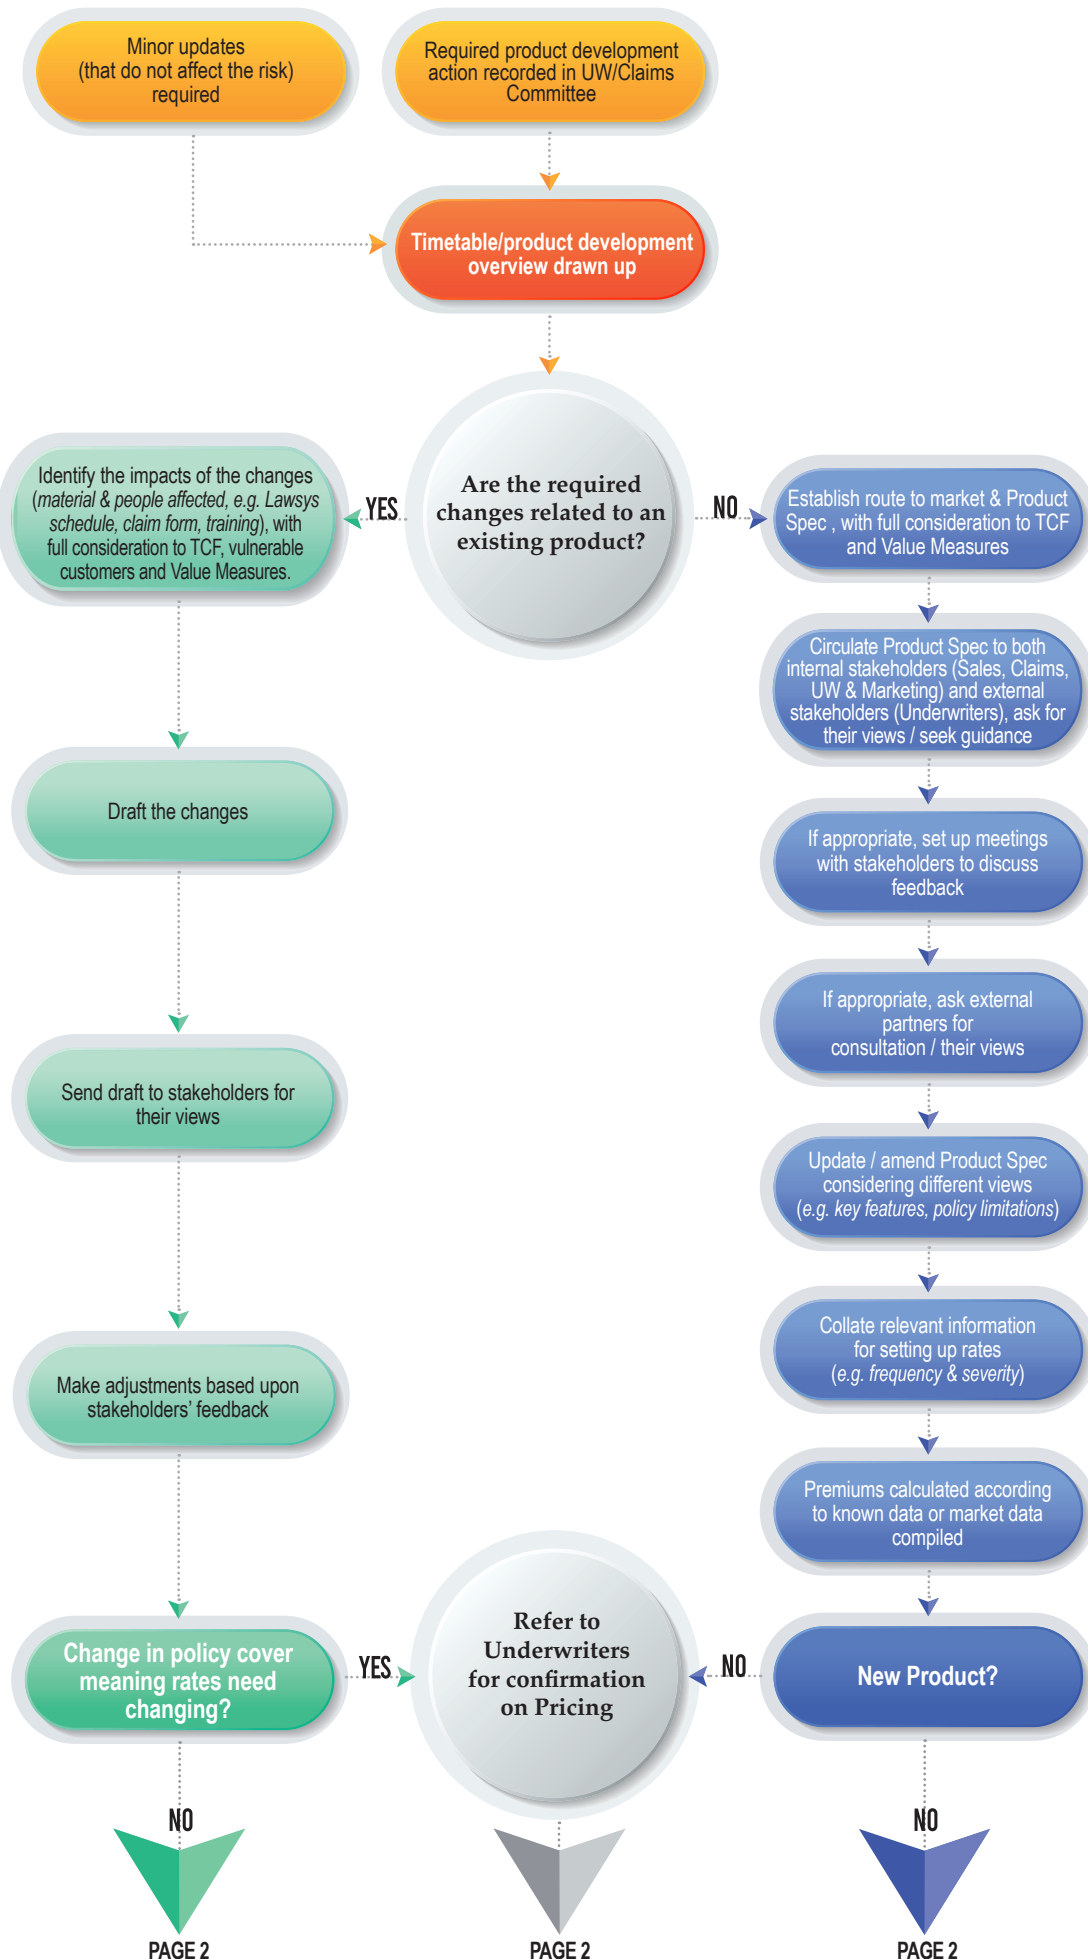 Minor updates
(that do not affect the risk)
required
Required product development
action recorded in UW/Claims
Committee
Timetable/product development
overview drawn up
Are the required
changes related to an
existing product?
YES
NO
Identify the impacts of the changes
(material & people affected, e.g. Lawsys
schedule, claim form, training), with
full consideration to TCF, vulnerable
customers and Value Measures.
Draft the changes
Send draft to stakeholders for
their views
Make adjustments based upon
stakeholders’ feedback
Change in policy cover
meaning rates need
changing?
YES
NO
PAGE 2
Establish route to market & Product
Spec , with full consideration to TCF
and Value Measures
Circulate Product Spec to both
internal stakeholders (Sales, Claims,
UW & Marketing) and external
stakeholders (Underwriters), ask for
their views / seek guidance
If appropriate, set up meetings
with stakeholders to discuss
feedback
If appropriate, ask external
partners for
consultation / their views
Update / amend Product Spec
considering different views
(e.g. key features, policy limitations)
Collate relevant information
for setting up rates
(e.g. frequency & severity)
Premiums calculated according
to known data or market data
compiled
New Product?
NO
NO
PAGE 2
Refer to
Underwriters
for confirmation
on Pricing
PAGE 2